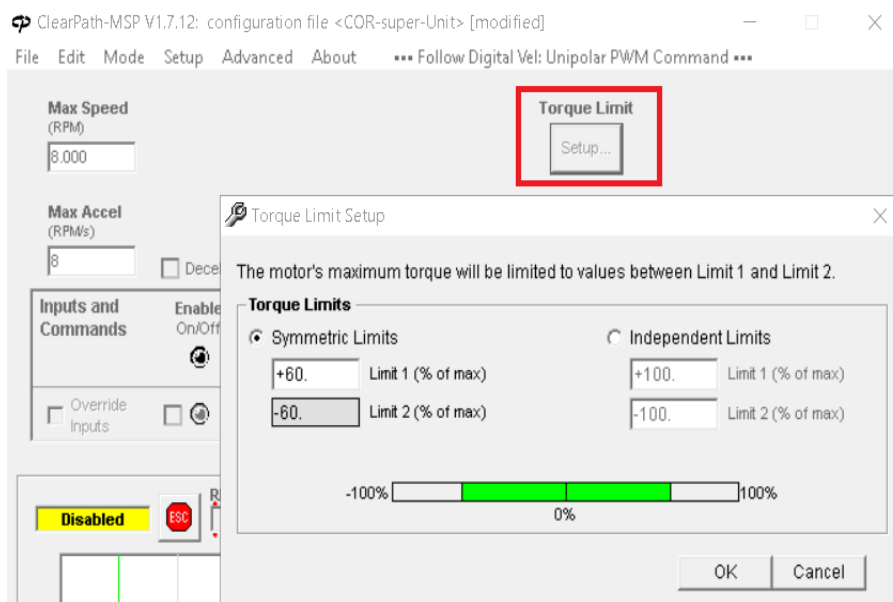 ClearPath-MSP V1.7.12: configuration file <COR-super-Unit> [modified]
File Edit Mode Setup Advanced About ••• Follow Digital Vel: Unipolar PWM Command •••
Max Speed
(RPM)
8.000
Torque Limit
Setup...
Max Accel
(RPM/s)
8
Decel
Inputs and
Commands
Enable
On/Off
Override
Inputs
Disabled
ESC
R
Torque Limit Setup
The motor's maximum torque will be limited to values between Limit 1 and Limit 2.
Torque Limits
Symmetric Limits
+60. Limit 1 (% of max)
-60. Limit 2 (% of max)
Independent Limits
+100. Limit 1 (% of max)
-100. Limit 2 (% of max)
-100% 100%
0%
OK Cancel